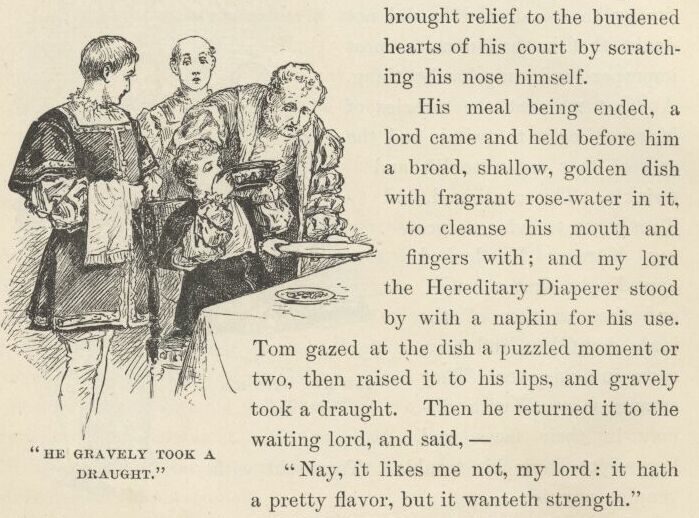 brought relief to the burdened
hearts of his court by scratch-
ing his nose himself.
His meal being ended, a
lord came and held before him
a broad, shallow, golden dish
with fragrant rose-water in it,
to cleanse his mouth and
fingers with; and my lord
the Hereditary Diaperer stood
by with a napkin for his use.
Tom gazed at the dish a puzzled moment or
two, then raised it to his lips, and gravely
took a draught. Then he returned it to the
waiting lord, and said, —
"Nay, it likes me not, my lord: it hath
a pretty flavor, but it wanteth strength."
"HE GRAVELY TOOK A
DRAUGHT."